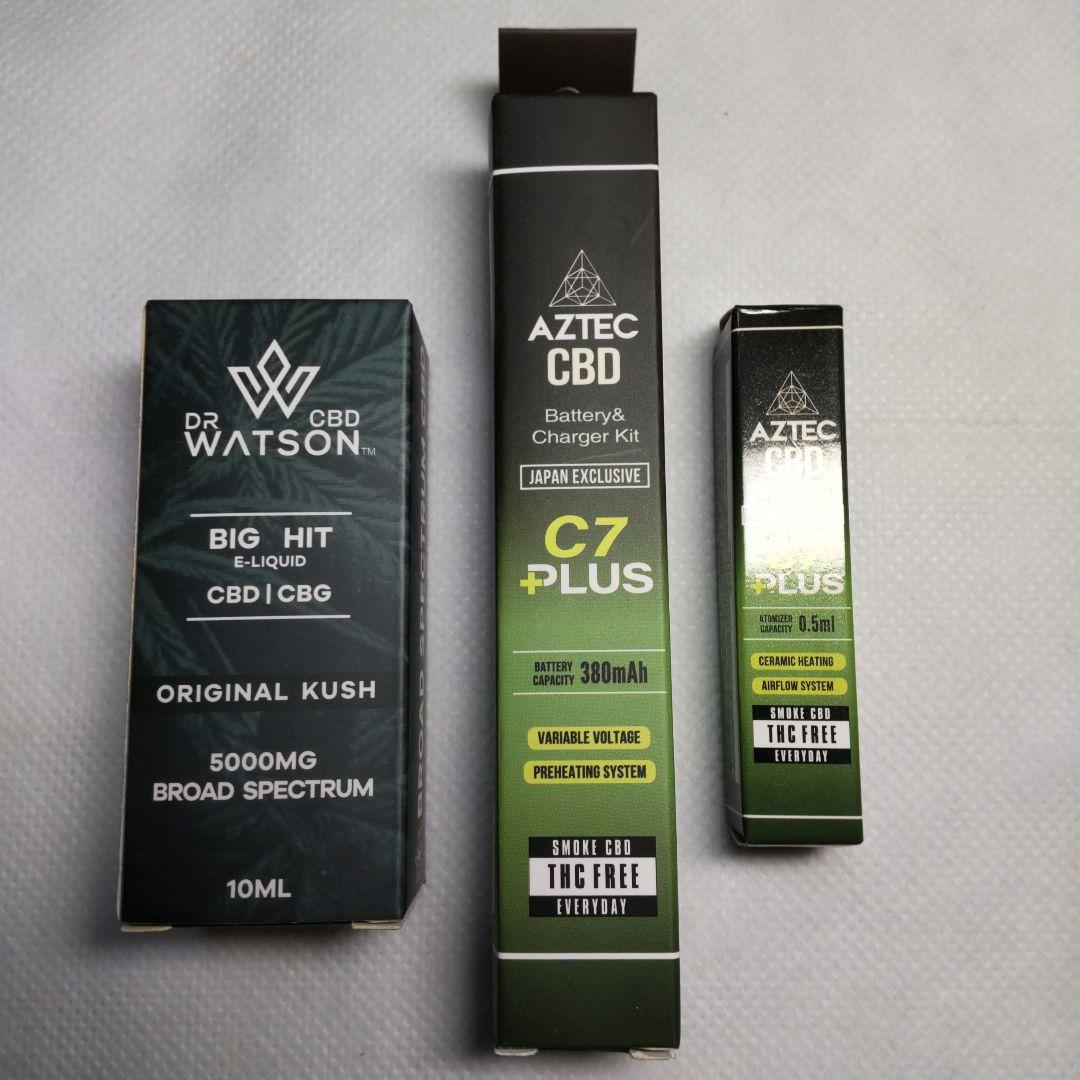 DR CBD
WATSON™
BIG HIT
E-LIQUID
CBD | CBG
ORIGINAL KUSH
5000MG
BROAD SPECTRUM
10ML
AZTEC
CBD
Battery&
Charger Kit
JAPAN EXCLUSIVE
C7
+PLUS
BATTERY
CAPACITY 380mAh
VARIABLE VOLTAGE
PREHEATING SYSTEM
SMOKE CBD
THC FREE
EVERYDAY
AZTEC
CBD
+PLUS
ATOMIZER
CAPACITY 0.5ml
CERAMIC HEATING
AIRFLOW SYSTEM
SMOKE CBD
THC FREE
EVERYDAY